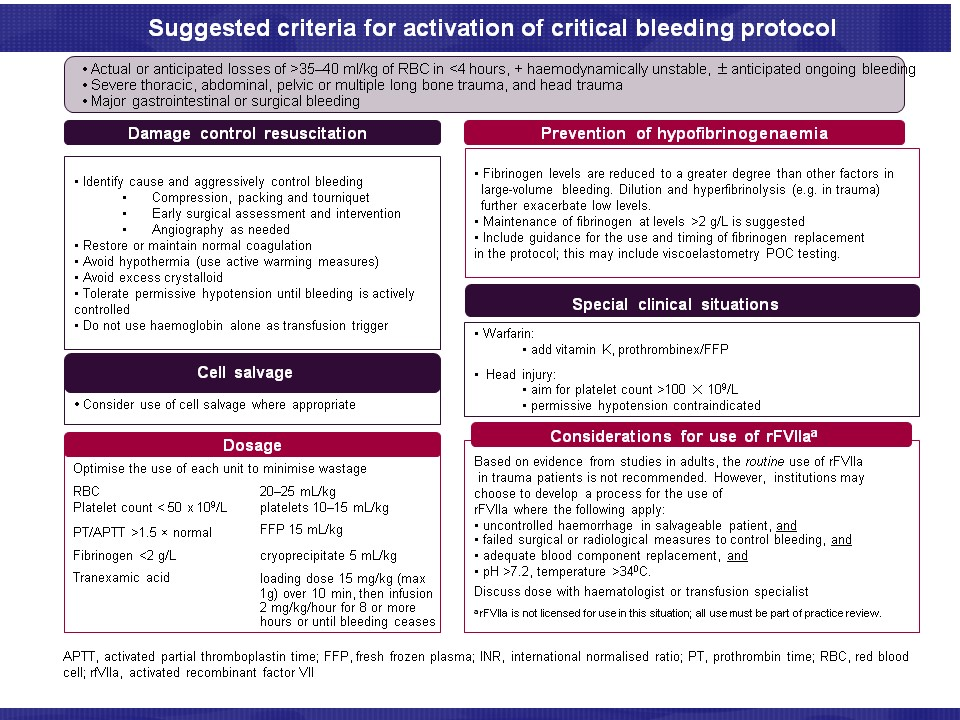 Suggested criteria for activation of critical bleeding protocol
• Actual or anticipated losses of >35–40 ml/kg of RBC in <4 hours, + haemodynamically unstable, ± anticipated ongoing bleeding
• Severe thoracic, abdominal, pelvic or multiple long bone trauma, and head trauma
• Major gastrointestinal or surgical bleeding
Damage control resuscitation
• Identify cause and aggressively control bleeding
• Compression, packing and tourniquet
• Early surgical assessment and intervention
• Angiography as needed
• Restore or maintain normal coagulation
• Avoid hypothermia (use active warming measures)
• Avoid excess crystalloid
• Tolerate permissive hypotension until bleeding is actively
controlled
• Do not use haemoglobin alone as transfusion trigger
Cell salvage
• Consider use of cell salvage where appropriate
Dosage
Optimise the use of each unit to minimise wastage
RBC 20–25 mL/kg
Platelet count < 50 x 10⁹/L platelets 10–15 mL/kg
PT/APTT >1.5 × normal FFP 15 mL/kg
Fibrinogen <2 g/L cryoprecipitate 5 mL/kg
Tranexamic acid loading dose 15 mg/kg (max
1g) over 10 min, then infusion
2 mg/kg/hour for 8 or more
hours or until bleeding ceases
Prevention of hypofibrinogenaemia
• Fibrinogen levels are reduced to a greater degree than other factors in
large-volume bleeding. Dilution and hyperfibrinolysis (e.g. in trauma)
further exacerbate low levels.
• Maintenance of fibrinogen at levels >2 g/L is suggested
• Include guidance for the use and timing of fibrinogen replacement
in the protocol; this may include viscoelastometry POC testing.
Special clinical situations
• Warfarin:
• add vitamin K, prothrombinex/FFP
• Head injury:
• aim for platelet count >100 × 10⁹/L
• permissive hypotension contraindicated
Considerations for use of rFVIIaᵃ
Based on evidence from studies in adults, the routine use of rFVIIa
in trauma patients is not recommended. However, institutions may
choose to develop a process for the use of
rFVIIa where the following apply:
• uncontrolled haemorrhage in salvageable patient, and
• failed surgical or radiological measures to control bleeding, and
• adequate blood component replacement, and
• pH >7.2, temperature >34⁰C.
Discuss dose with haematologist or transfusion specialist
ᵃrFVIIa is not licensed for use in this situation; all use must be part of practice review.
APTT, activated partial thromboplastin time; FFP, fresh frozen plasma; INR, international normalised ratio; PT, prothrombin time; RBC, red blood
cell; rfVIIa, activated recombinant factor VII